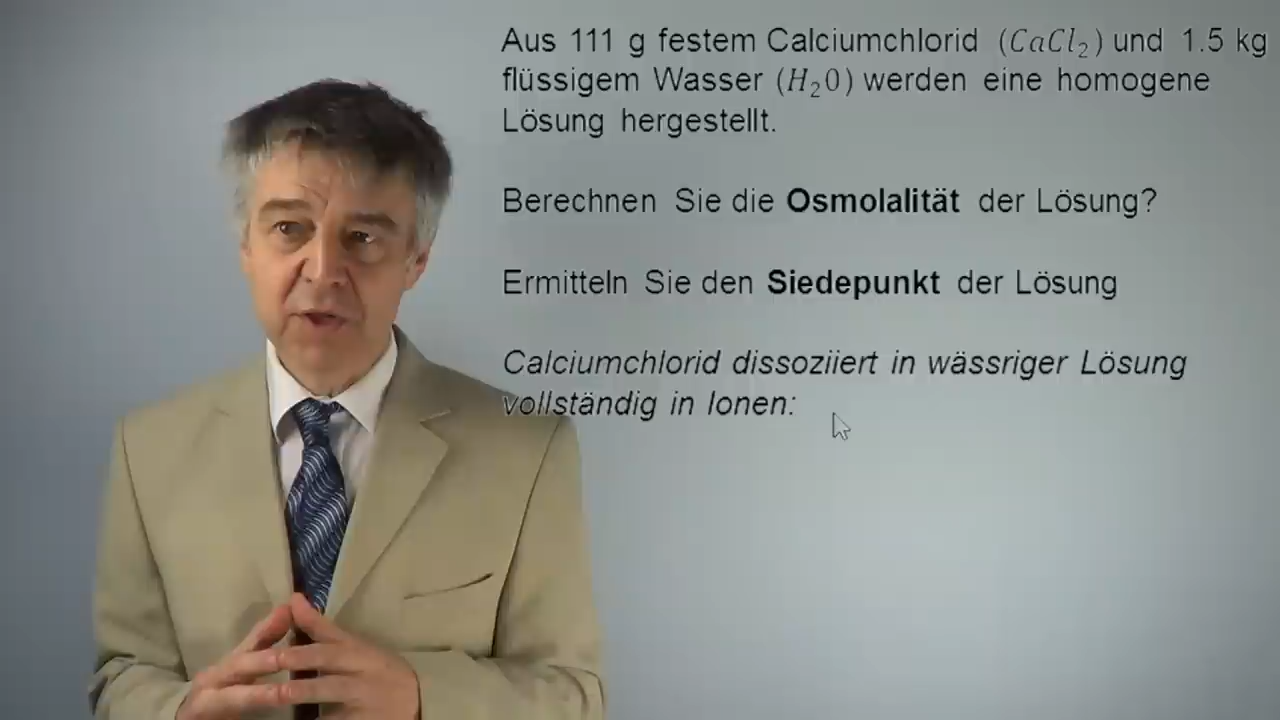 Aus 111 g festem Calciumchlorid (CaCl₂) und 1.5 kg
flüssigem Wasser (H₂0) werden eine homogene
Lösung hergestellt.
Berechnen Sie die Osmolalität der Lösung?
Ermitteln Sie den Siedepunkt der Lösung
Calciumchlorid dissoziiert in wässriger Lösung
vollständig in Ionen: